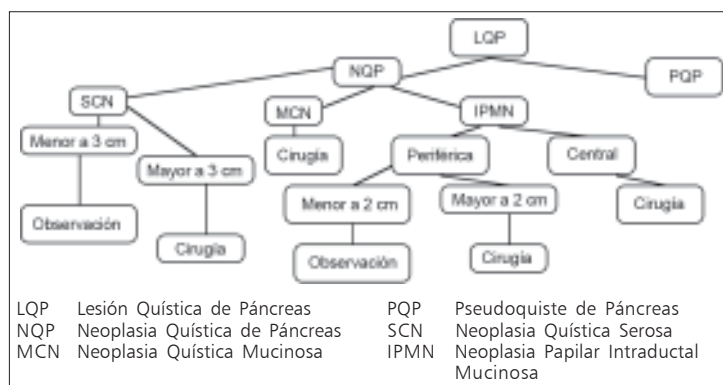 LQP
NQP
PQP
SCN
MCN
IPMN
Menor a 3 cm
Cirugía
Periférica
Central
Mayor a 3 cm
Menor a 2 cm
Mayor a 2 cm
Cirugía
Observación
Cirugía
Observación
Cirugía
LQP Lesión Quística de Páncreas
NQP Neoplasia Quística de Páncreas
MCN Neoplasia Quística Mucinosa
PQP Pseudoquiste de Páncreas
SCN Neoplasia Quística Serosa
IPMN Neoplasia Papilar Intraductal
Mucinosa